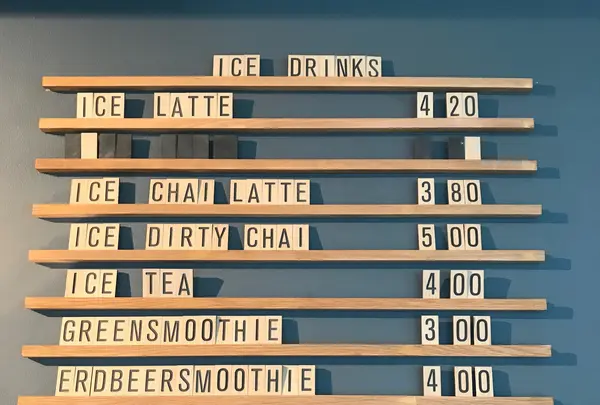 ICE DRINKS
ICE LATTE 4 20
ICE CHAI LATTE 3 80
ICE DIRTY CHAI 5 00
ICE TEA 4 00
GREENSMOOTHIE 3 00
ERDBEERSMOOTHIE 4 00